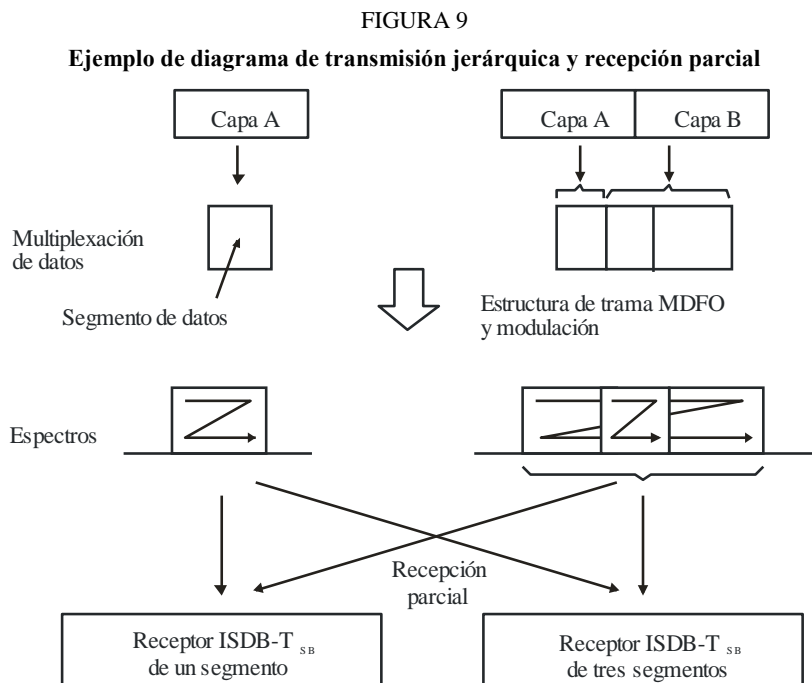 FIGURA 9
Ejemplo de diagrama de transmisión jerárquica y recepción parcial
Capa A
Capa A
Capa B
Multiplexación
de datos
Segmento de datos
Estructura de trama MDFO
y modulación
Espectros
Recepción
parcial
Receptor ISDB-T SB
de un segmento
Receptor ISDB-T SB
de tres segmentos